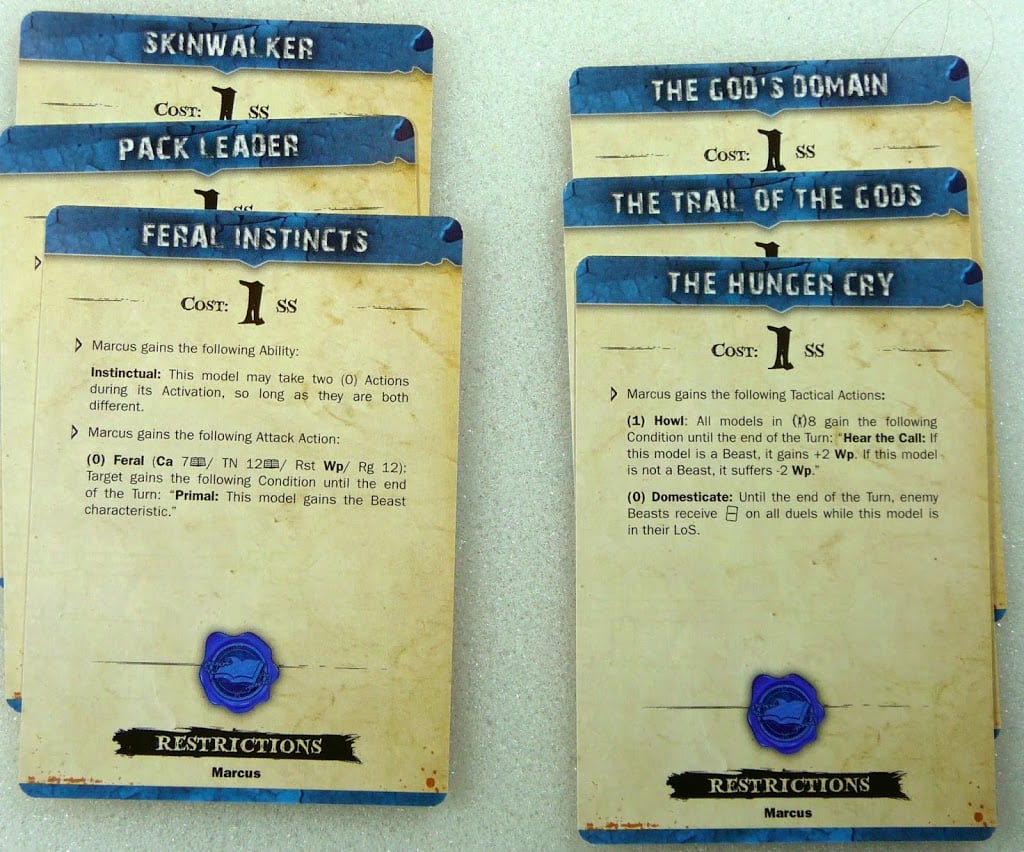 SKINWALKER
COST: 1 SS
PACK LEADER
1 SS
FERAL INSTINCTS
COST: 1 SS
Marcus gains the following Ability:
Instinctual: This model may take two (0) Actions
during its Activation, so long as they are both
different.
Marcus gains the following Attack Action:
(0) Feral (Ca 7/ TN 12/ Rst Wp/ Rg 12):
Target gains the following Condition until the end
of the Turn: “Primal: This model gains the Beast
characteristic.”
RESTRICTIONS
Marcus
THE GOD'S DOMAIN
COST: 1 SS
THE TRAIL OF THE GODS
1
THE HUNGER CRY
COST: 1 SS
Marcus gains the following Tactical Actions:
(1) Howl: All models in 8 gain the following
Condition until the end of the Turn: “Hear the Call: If
this model is a Beast, it gains +2 Wp. If this model
is not a Beast, it suffers -2 Wp.”
(0) Domesticate: Until the end of the Turn, enemy
Beasts receive on all duels while this model is
in their LoS.
RESTRICTIONS
Marcus